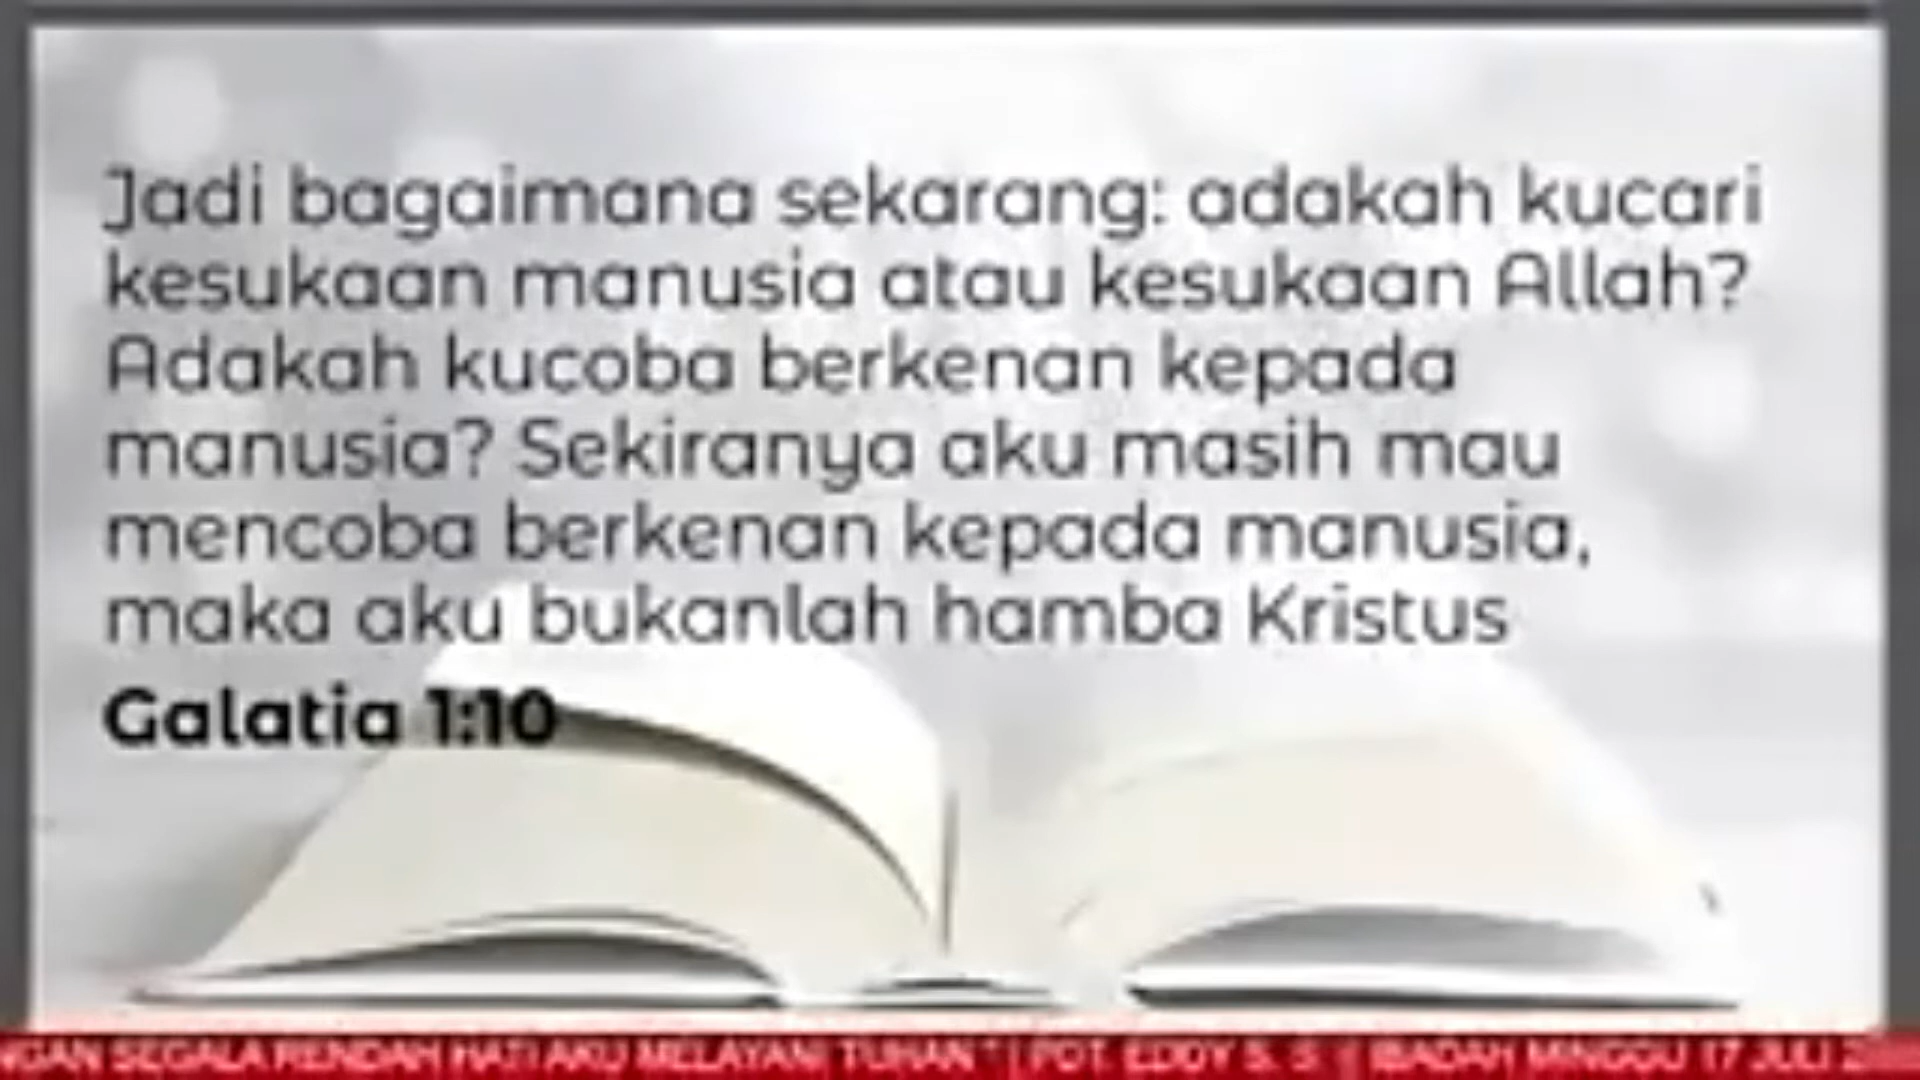 Jadi bagaimana sekarang: adakah kucari
kesukaan manusia atau kesukaan Allah?
Adakah kucoba berkenan kepada
manusia? Sekiranya aku masih mau
mencoba berkenan kepada manusia,
maka aku bukanlah hamba Kristus
Galatia 1:10
NGAN SEGALA RENDAH HATI AKU MELAYANI TUHAN " | PDT. EDDY S. S. | IBADAH MINGGU 17 JULI